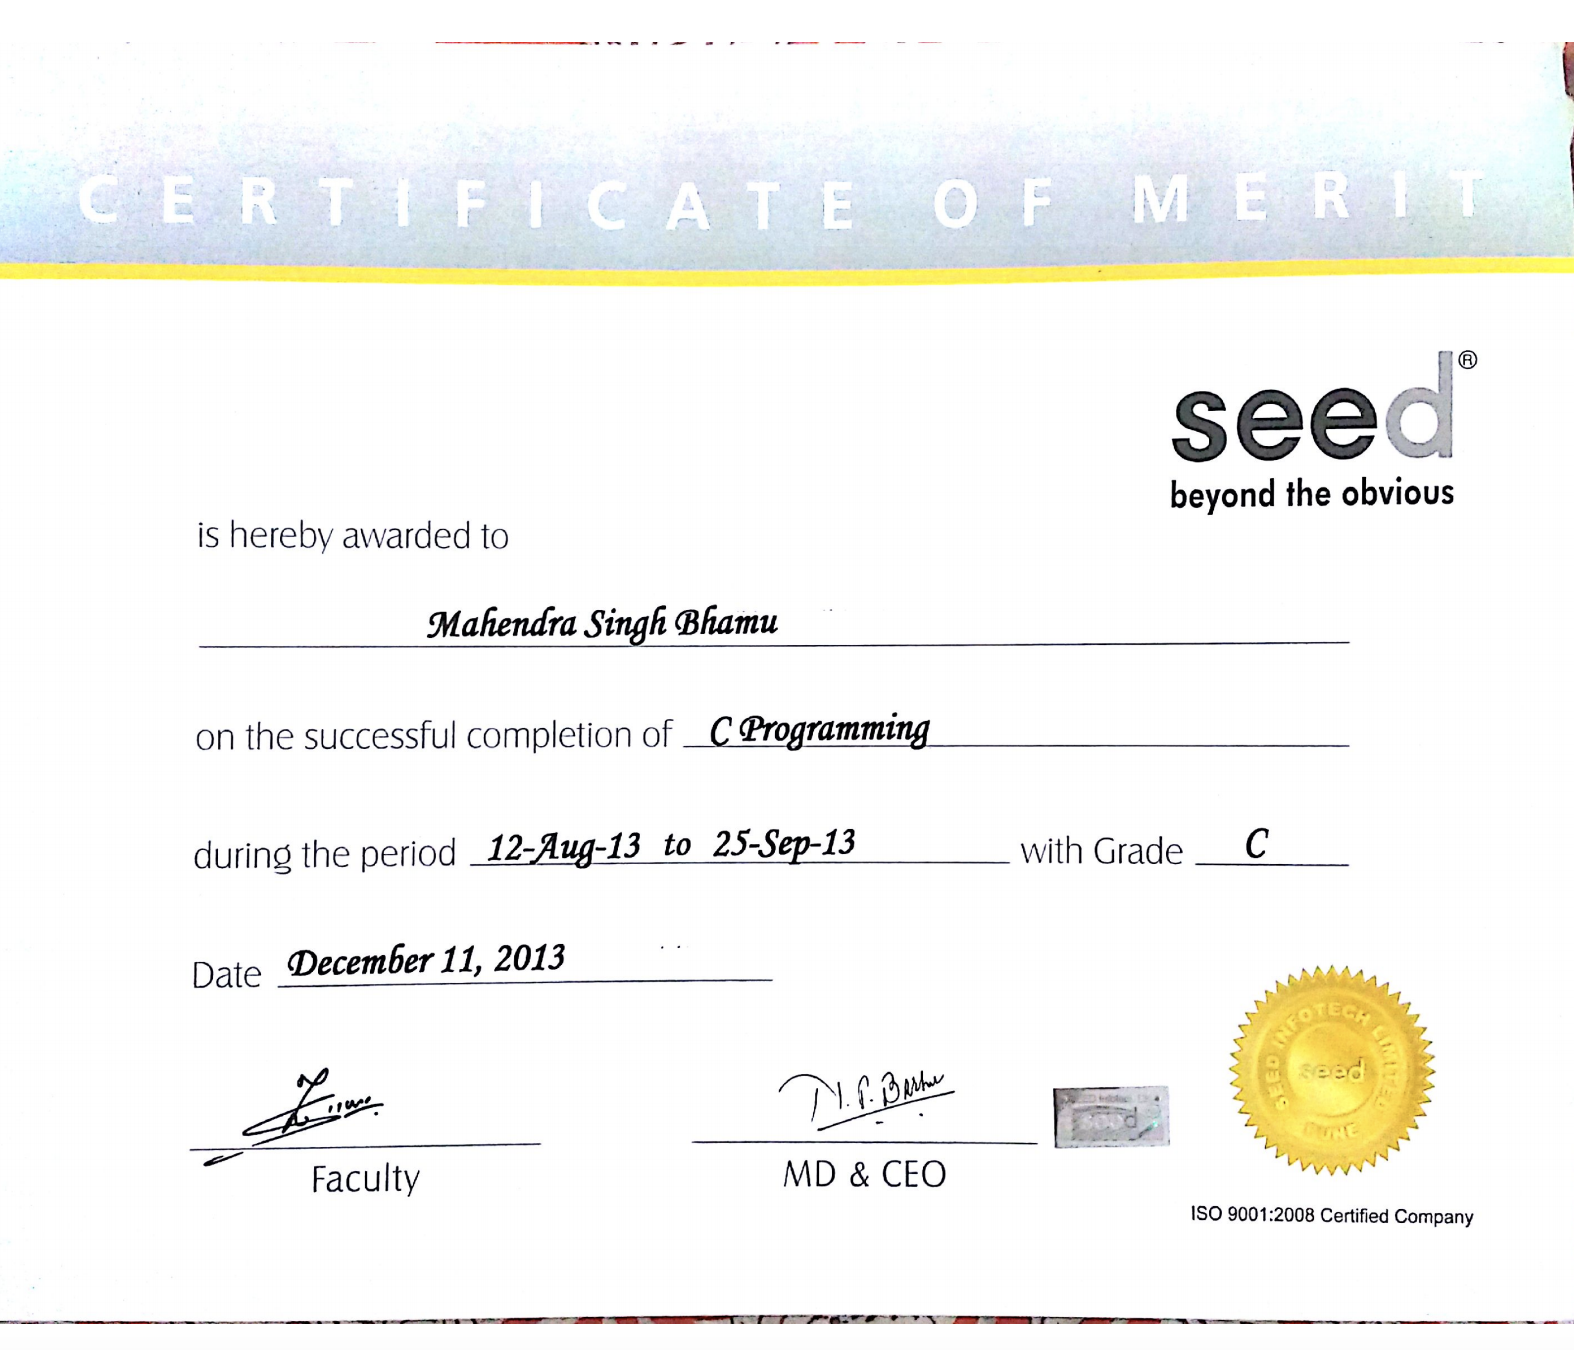 CERTIFICATE OF MERIT
seed®
beyond the obvious
is hereby awarded to
Mahendra Singh Bhamu
on the successful completion of C Programming
during the period 12-Aug-13 to 25-Sep-13 with Grade C
Date December 11, 2013
SEED INFOTECH LIMITED
seed
PUNE
seed
Faculty
MD & CEO
ISO 9001:2008 Certified Company